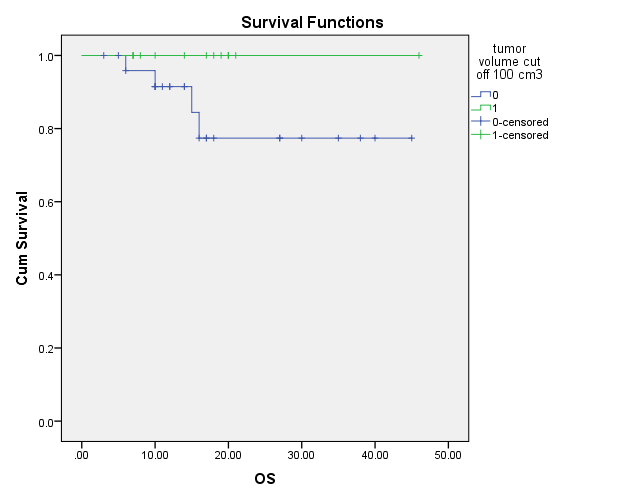 Survival Functions
tumor
volume cut
off 100 cm3
0
1
0-censored
1-censored
Cum Survival
1.0
0.8
0.6
0.4
0.2
0.0
.00
10.00
20.00
30.00
40.00
50.00
OS